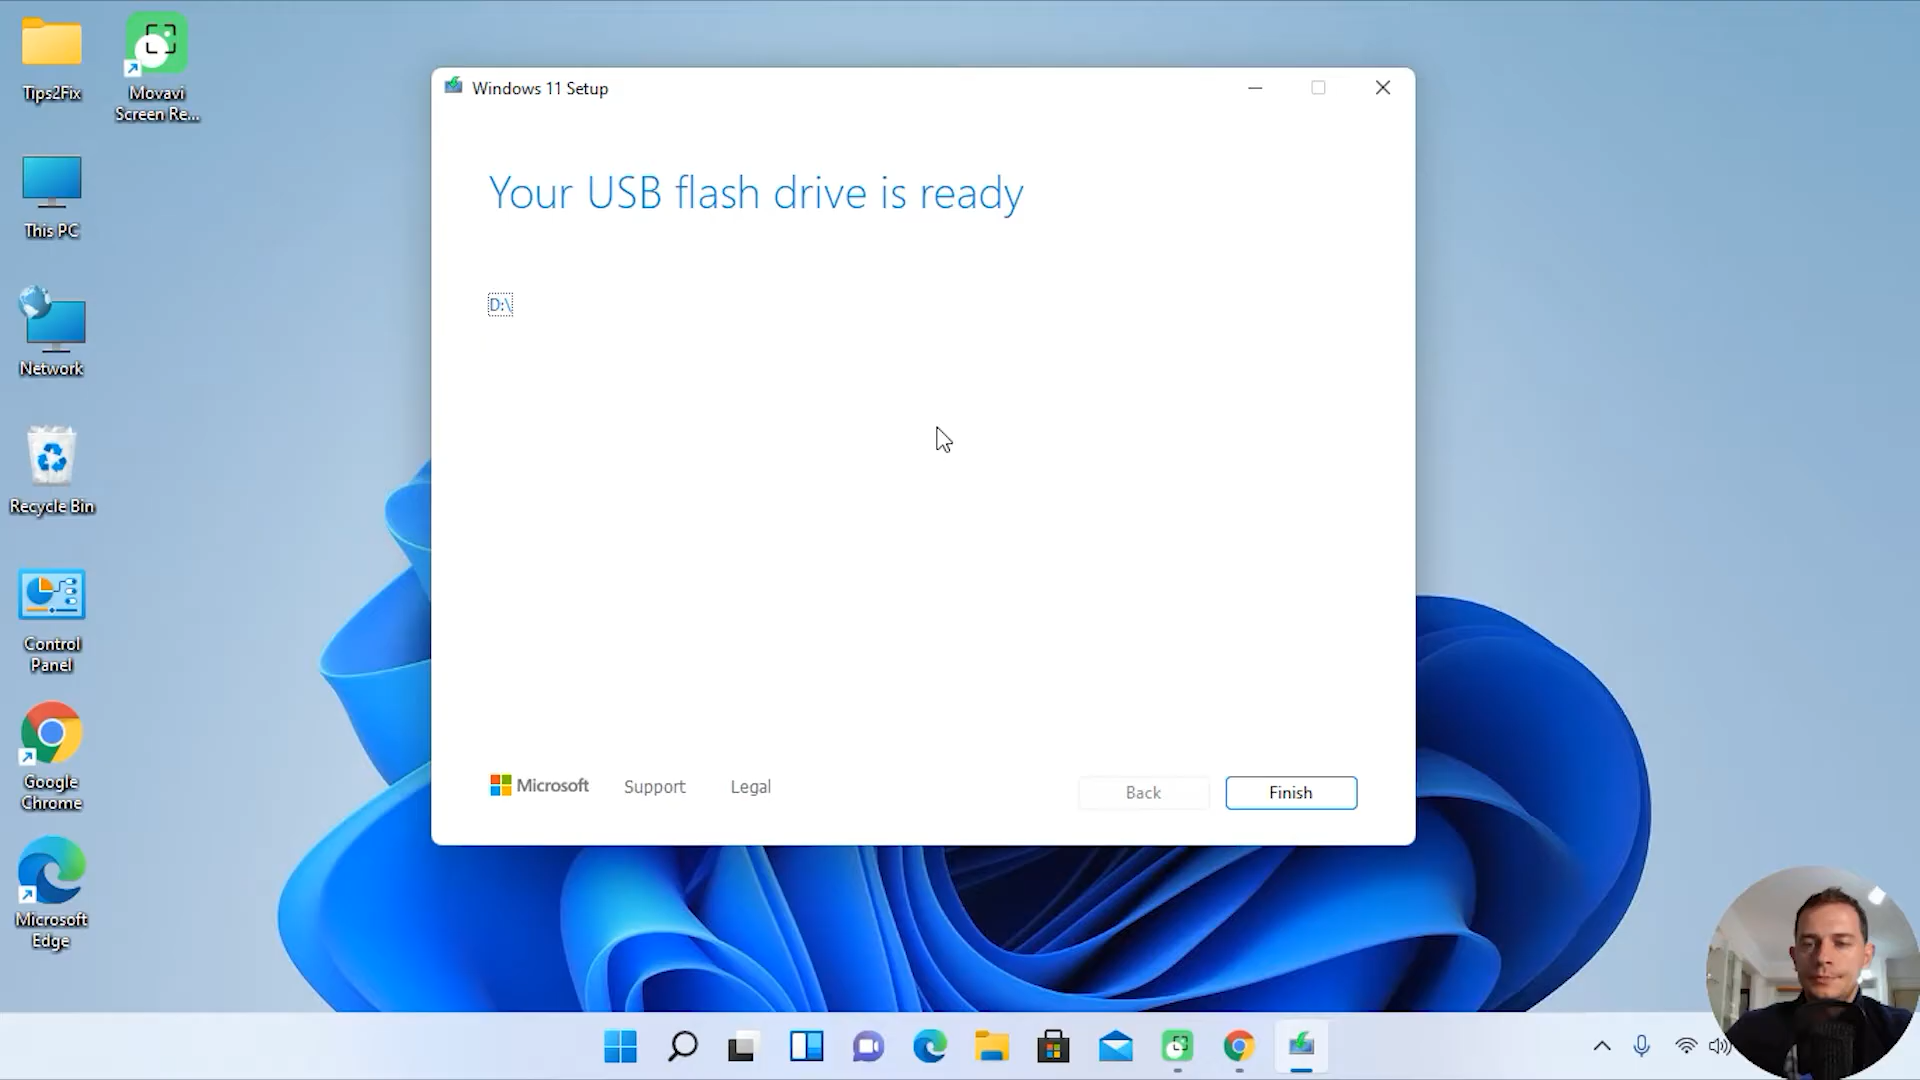 Tips2Fix
Movavi
Screen Re...
This PC
Network
Recycle Bin
Control
Panel
Google
Chrome
Microsoft
Edge
Windows 11 Setup
Your USB flash drive is ready
D:\
Microsoft
Support
Legal
Back
Finish